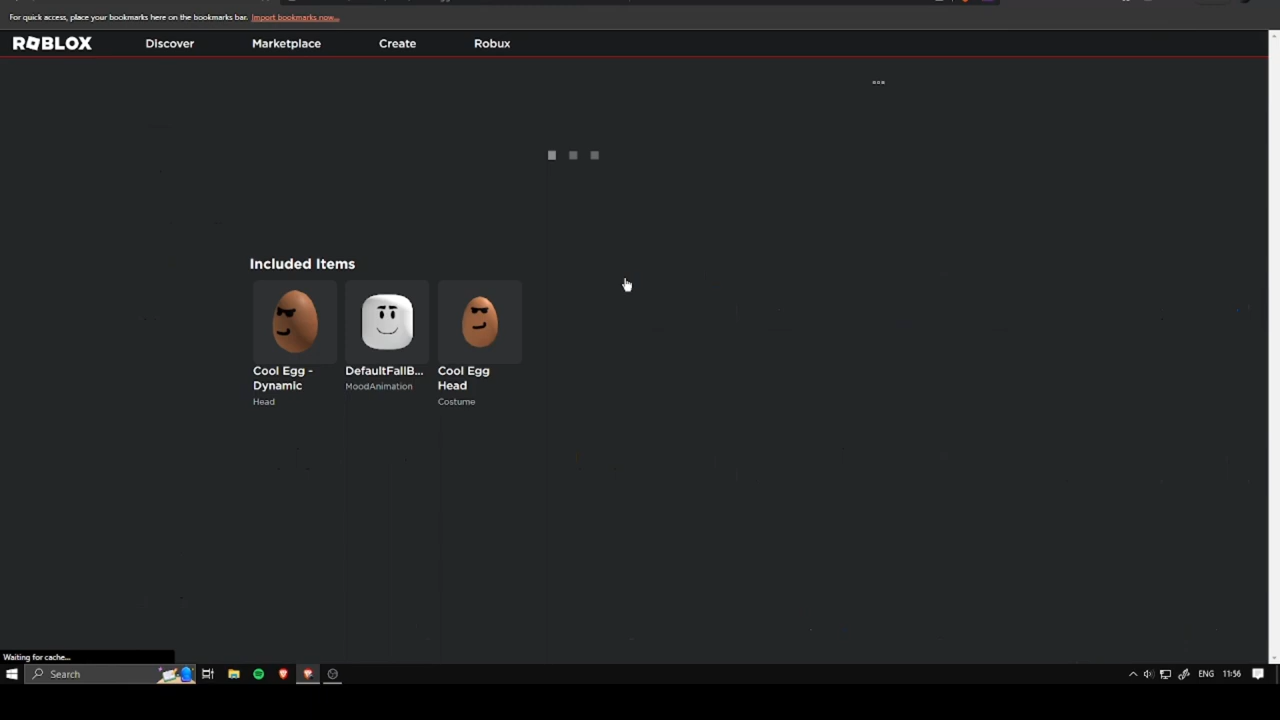 For quick access, place your bookmarks here on the bookmarks bar. Import bookmarks now...
ROBLOX Discover Marketplace Create Robux
Included Items
Cool Egg - Dynamic
Head
DefaultFallB...
MoodAnimation
Cool Egg Head
Costume
Waiting for cache...
Search
ENG 11:56